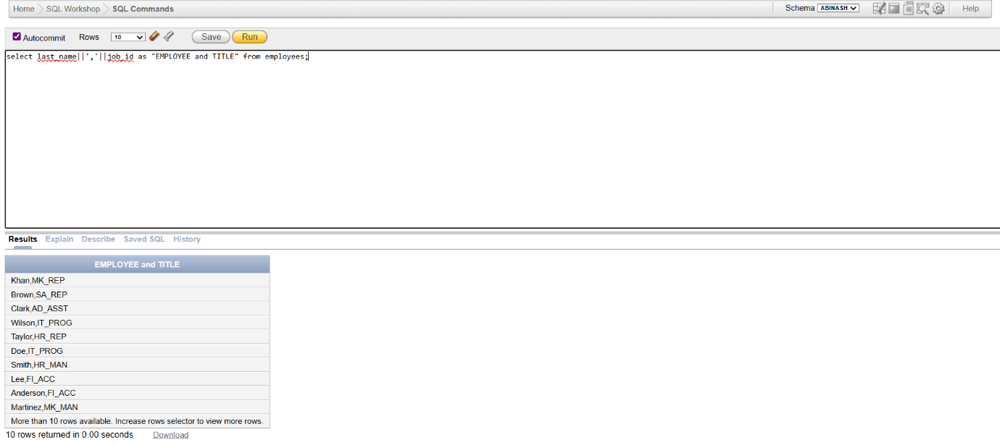 Home SQL Workshop SQL Commands Schema ABINASH Help
Autocommit Rows 10 Save Run
select last_name||','||job_id as "EMPLOYEE and TITLE" from employees;
Results Explain Describe Saved SQL History
EMPLOYEE and TITLE
Khan,MK_REP
Brown,SA_REP
Clark,AD_ASST
Wilson,IT_PROG
Taylor,HR_REP
Doe,IT_PROG
Smith,HR_MAN
Lee,FI_ACC
Anderson,FI_ACC
Martinez,MK_MAN
More than 10 rows available. Increase rows selector to view more rows.
10 rows returned in 0.00 seconds Download